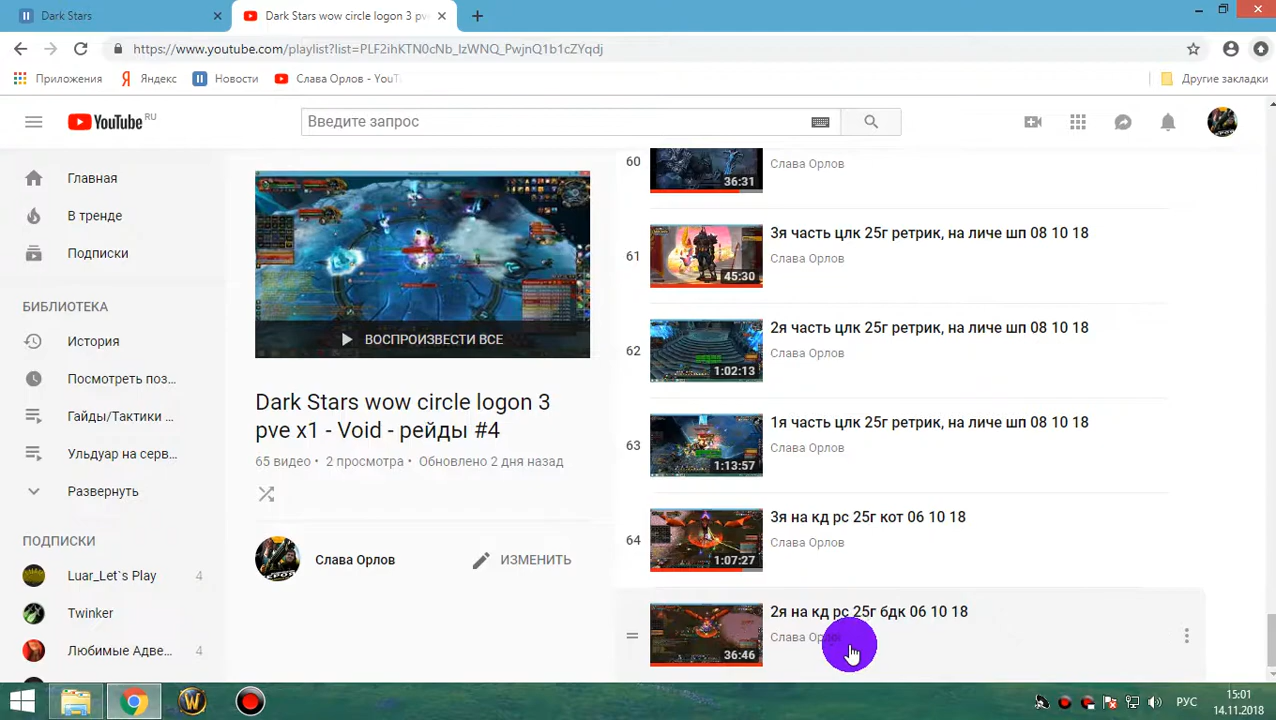 Dark Stars
Dark Stars wow circle logon 3 pve
https://www.youtube.com/playlist?list=PLF2ihKTN0cNb_lzWNQ_PwjnQ1b1cZYqdj
Приложения
Яндекс
Новости
Слава Орлов - YouT
Другие закладки
YouTube RU
Введите запрос
Главная
В тренде
Подписки
БИБЛИОТЕКА
История
Посмотреть поз...
Гайды/Тактики ...
Ульдуар на серв...
Развернуть
ПОДПИСКИ
Luar_Let`s Play 4
Twinker
Любимые Адве... 4
ВОСПРОИЗВЕСТИ ВСЕ
Dark Stars wow circle logon 3
pve x1 - Void - рейды #4
65 видео • 2 просмотра • Обновлено 2 дня назад
Слава Орлов
ИЗМЕНИТЬ
60
36:31
Слава Орлов
61
45:30
3я часть цлк 25г ретрик, на личе шп 08 10 18
Слава Орлов
62
1:02:13
2я часть цлк 25г ретрик, на личе шп 08 10 18
Слава Орлов
63
1:13:57
1я часть цлк 25г ретрик, на личе шп 08 10 18
Слава Орлов
64
1:07:27
3я на кд рс 25г кот 06 10 18
Слава Орлов
36:46
2я на кд рс 25г бдк 06 10 18
Слава Орлов
РУС
15:01
14.11.2018